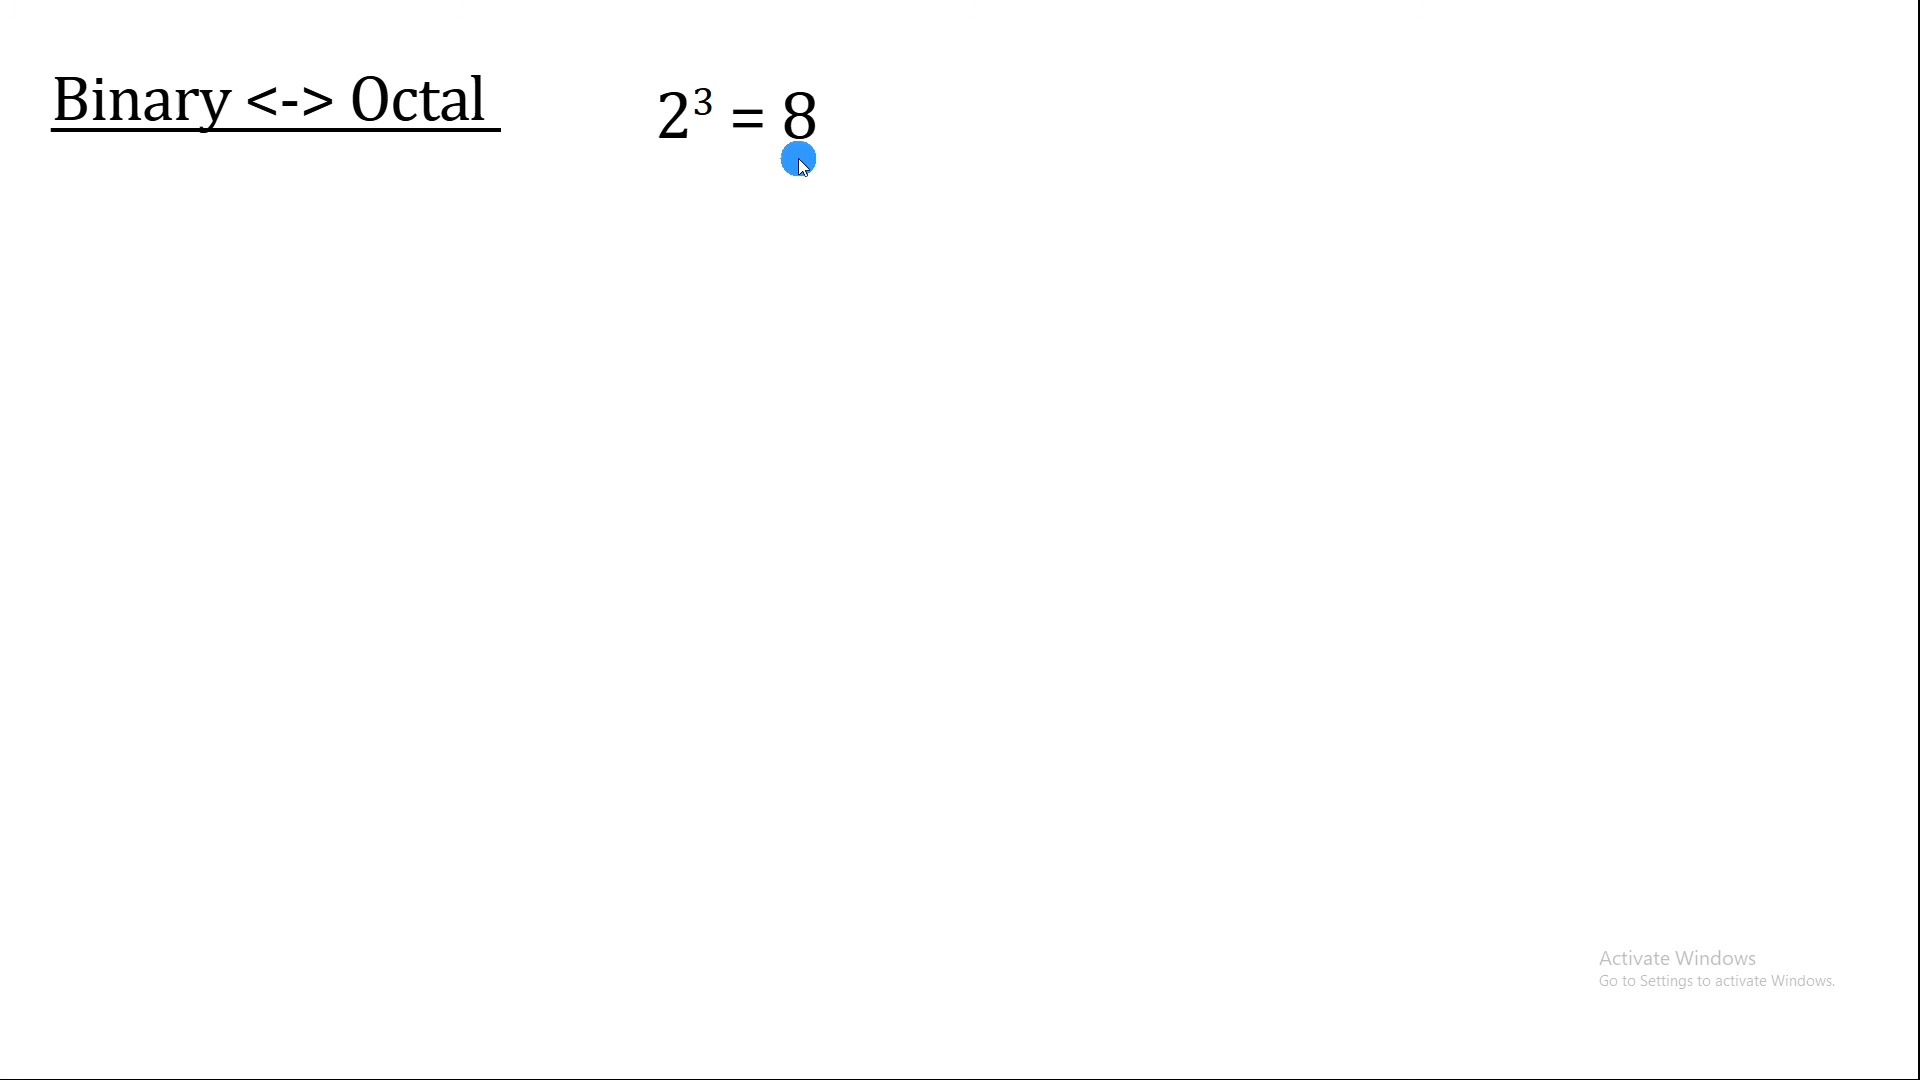 Binary <-> Octal
2³ = 8
Activate Windows
Go to Settings to activate Windows.